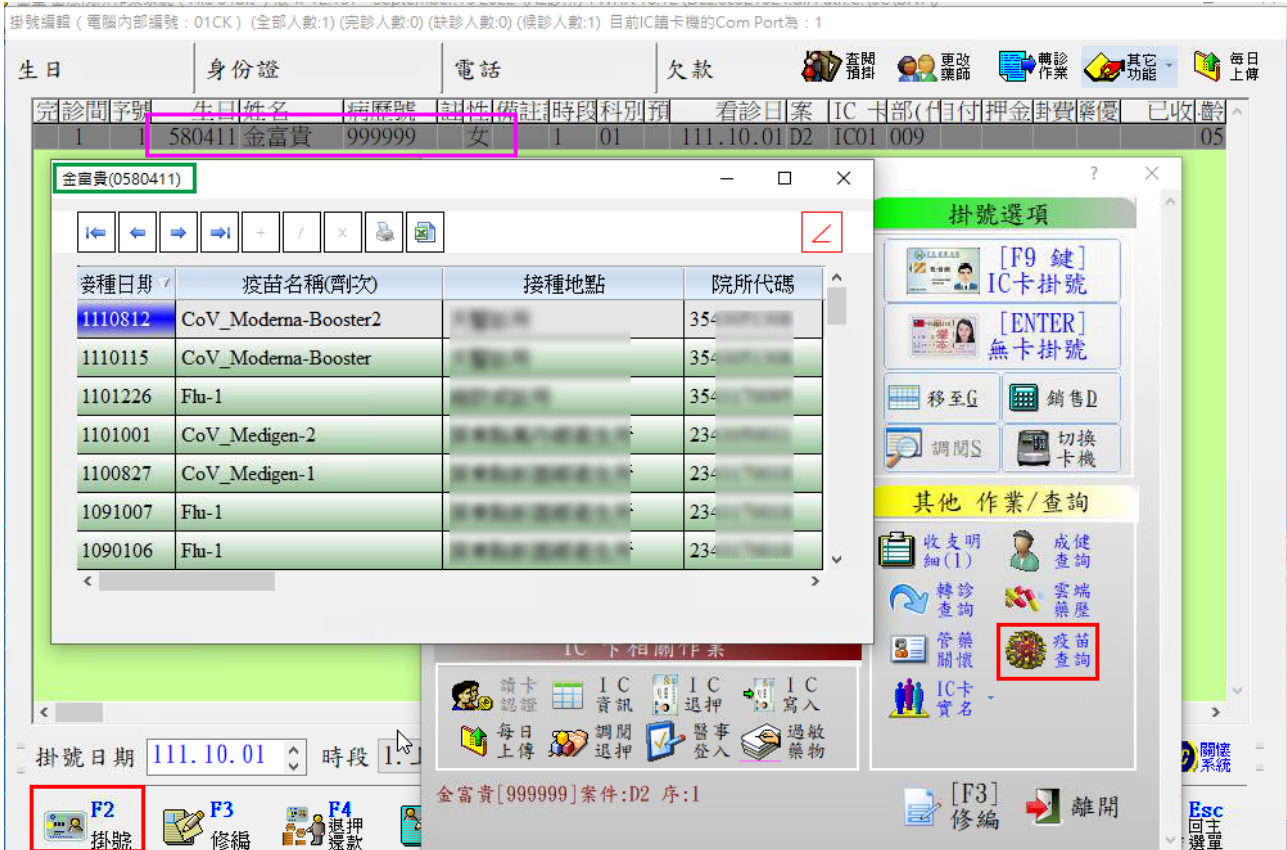 掛號編輯 ( 電腦內部編號：01CK ) (全部人數:1) (完診人數:0) (缺診人數:0) (候診人數:1) 目前IC讀卡機的Com Port為：1
生日 身份證 電話 欠款 查閱預掛 更改藥師 轉診作業 其它功能 每日上傳
完 診間 序號 生日 姓名 病歷號 性 備註 時段 科別 預 看診日 案 IC 卡 部(代 自付 押金 掛費 藥優 已收 齡
1 1 580411 金富貴 999999 女 1 01 111.10.01 D2 IC01 009 05
金富貴(0580411)
接種日期 疫苗名稱(劑次) 接種地點 院所代碼
1110812 CoV_Moderna-Booster2 354
1110115 CoV_Moderna-Booster 354
1101226 Flu-1 354
1101001 CoV_Medigen-2 234
1100827 CoV_Medigen-1 234
1091007 Flu-1 234
1090106 Flu-1 234
掛號選項
[F9 鍵]
IC卡掛號
[ENTER]
無卡掛號
移至G 銷售D
調閱S 切換卡機
其他 作業/查詢
收支明細(1) 成健查詢
轉診查詢 雲端藥歷
管藥關懷 疫苗查詢
IC卡實名
IC 卡相關作業
讀卡認證 IC資訊 IC退押 IC寫入
每日上傳 調閱退押 醫事登入 過敏藥物
掛號日期 111.10.01 時段 1.
關懷系統
金富貴[999999]案件:D2 序:1
[F3]
修編
離開
F2 掛號 F3 修編 F4 退押還款 Esc 回主選單